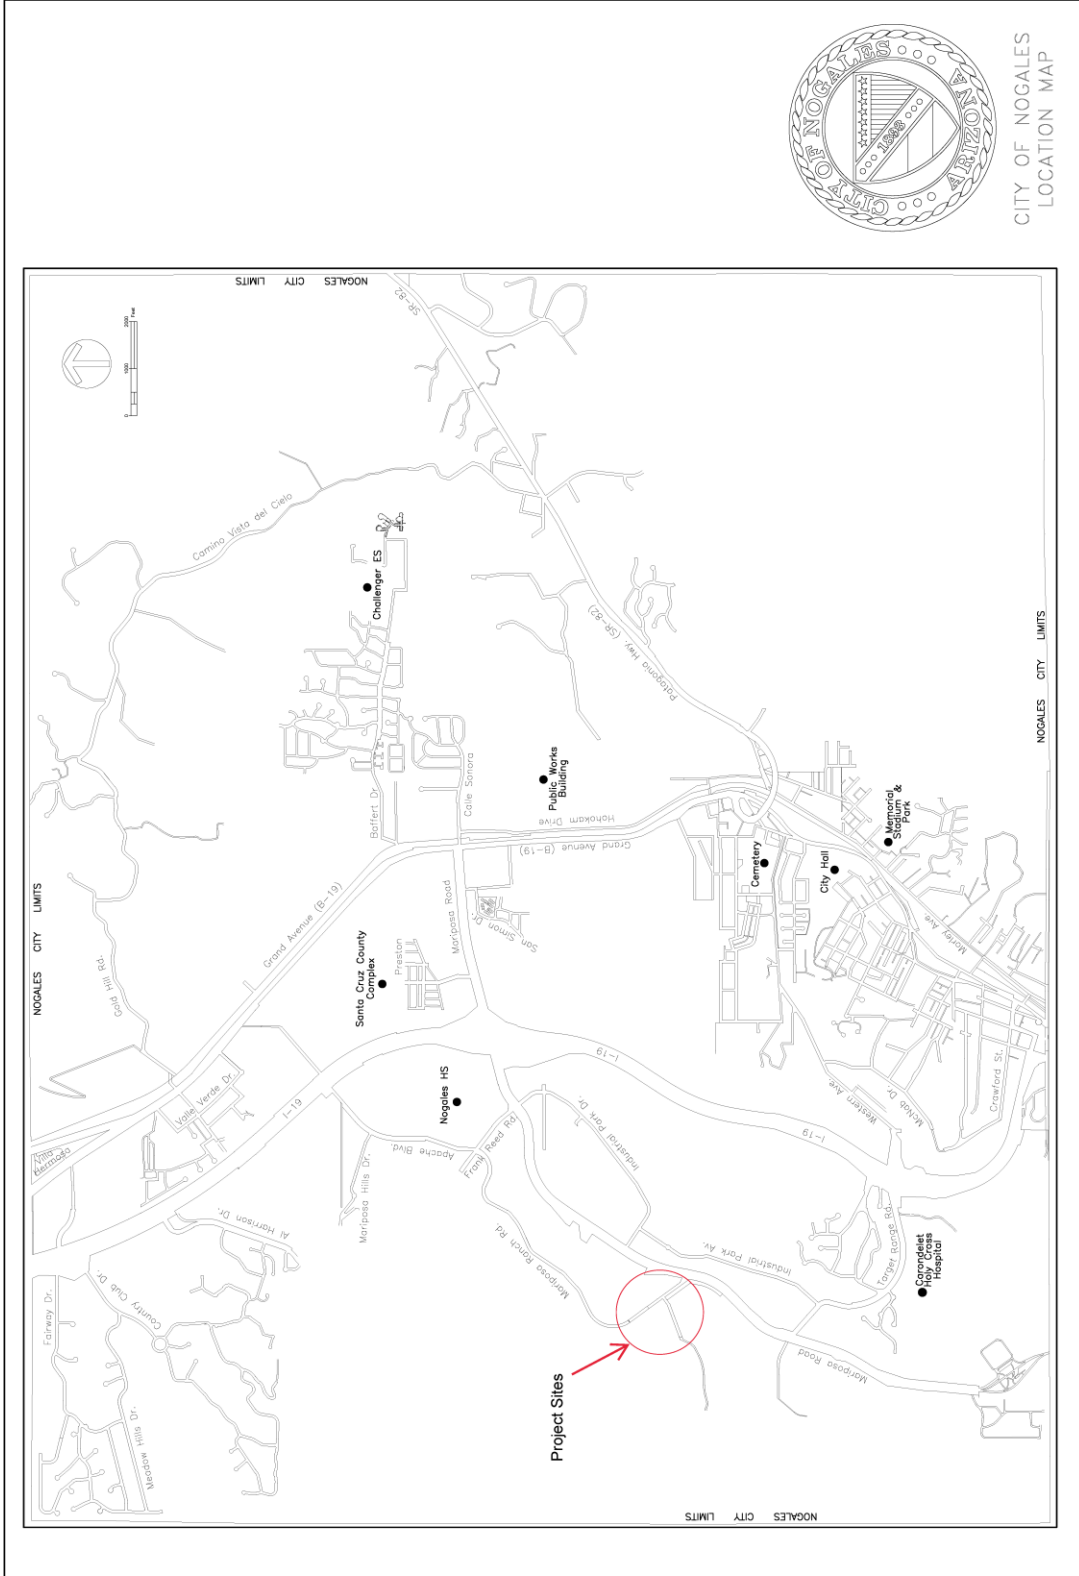 CITY OF NOGALES
LOCATION MAP
CITY OF NOGALES
ARIZONA
1893
NOGALES CITY LIMITS
NOGALES CITY LIMITS
NOGALES CITY LIMITS
NOGALES CITY LIMITS
0 1000 2000
Feet
SR-82
Camino Vista del Cielo
Challenger ES
Patagonia Hwy. (SR-82)
Baffert Dr
Calle Sonora
Public Works
Building
Hohokam Drive
Grand Avenue (B-19)
Grand Avenue (B-19)
Gold Hill Rd.
Mariposa Road
San Simon Dr.
Preston
Santa Cruz County
Complex
Cemetery
City Hall
Memorial
Stadium &
Park
Morley Ave
Western Ave
McNab Dr.
Crawford St.
I-19
I-19
I-19
Valle Verde Dr.
Villa
Hermosa
Nogales HS
Apache Blvd.
Frank Reed Rd.
Mariposa Hills Dr.
Mariposa Ranch Rd.
Industrial Park Dr.
Industrial Park Av.
Target Range Rd.
Carondelet
Holy Cross
Hospital
Al Harrison Dr.
Country Club Dr.
Fairway Dr.
Meadow Hills Dr.
Mariposa Road
Project Sites